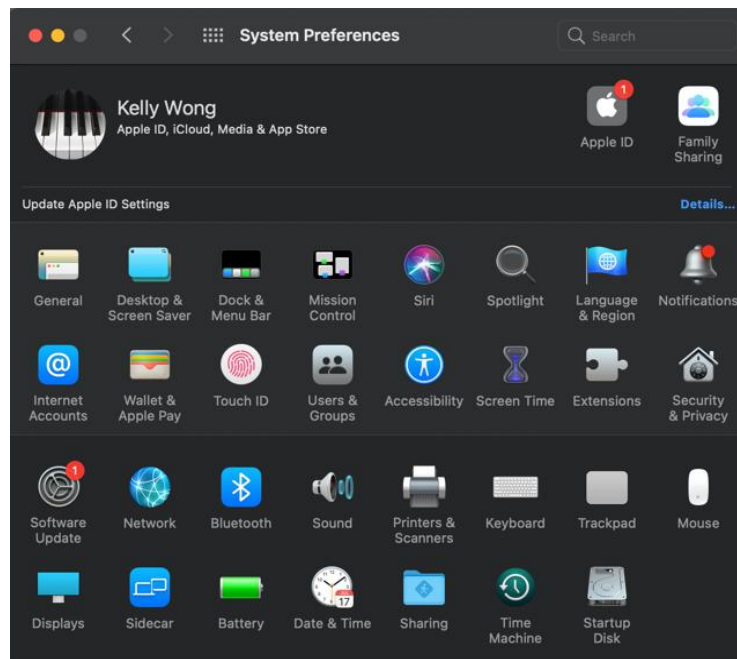 System Preferences
Search
Kelly Wong
Apple ID, iCloud, Media & App Store
1
Apple ID
Family
Sharing
Update Apple ID Settings
Details...
General
Desktop &
Screen Saver
Dock &
Menu Bar
Mission
Control
Siri
Spotlight
Language
& Region
Notifications
@
Internet
Accounts
Wallet &
Apple Pay
Touch ID
Users &
Groups
Accessibility
Screen Time
Extensions
Security
& Privacy
1
Software
Update
Network
Bluetooth
Sound
Printers &
Scanners
Keyboard
Trackpad
Mouse
Displays
Sidecar
Battery
17
Date & Time
Sharing
Time
Machine
Startup
Disk